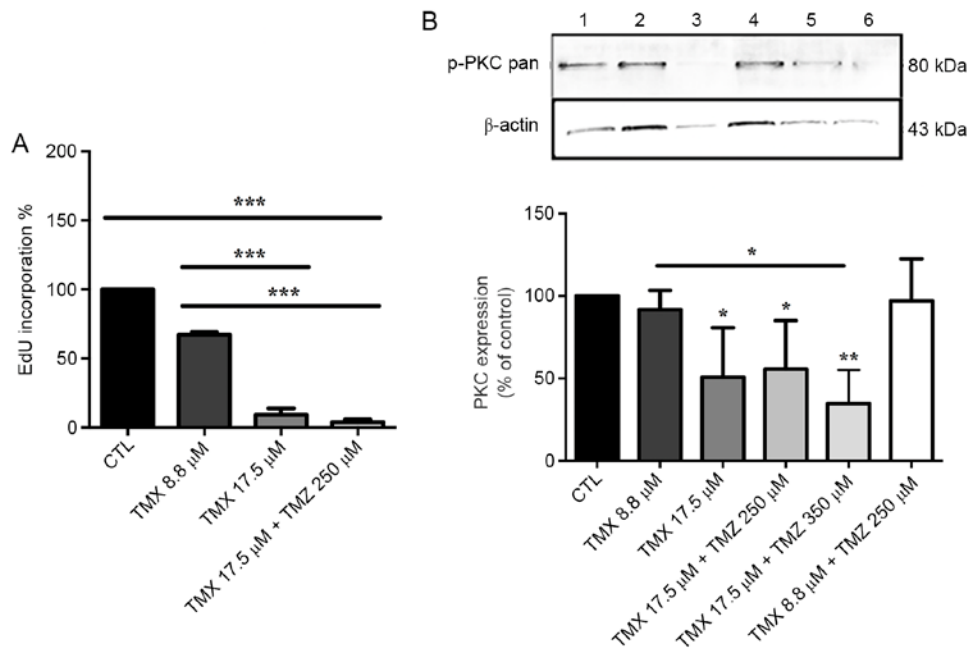 A
EdU incorporation %
200
150
100
50
0
***
***
***
CTL
TMX 8.8 µM
TMX 17.5 µM
TMX 17.5 µM + TMZ 250 µM
B
1 2 3 4 5 6
p-PKC pan
80 kDa
β-actin
43 kDa
PKC expression
(% of control)
150
100
50
0
*
*
*
**
CTL
TMX 8.8 µM
TMX 17.5 µM
TMX 17.5 µM + TMZ 250 µM
TMX 17.5 µM + TMZ 350 µM
TMX 8.8 µM + TMZ 250 µM